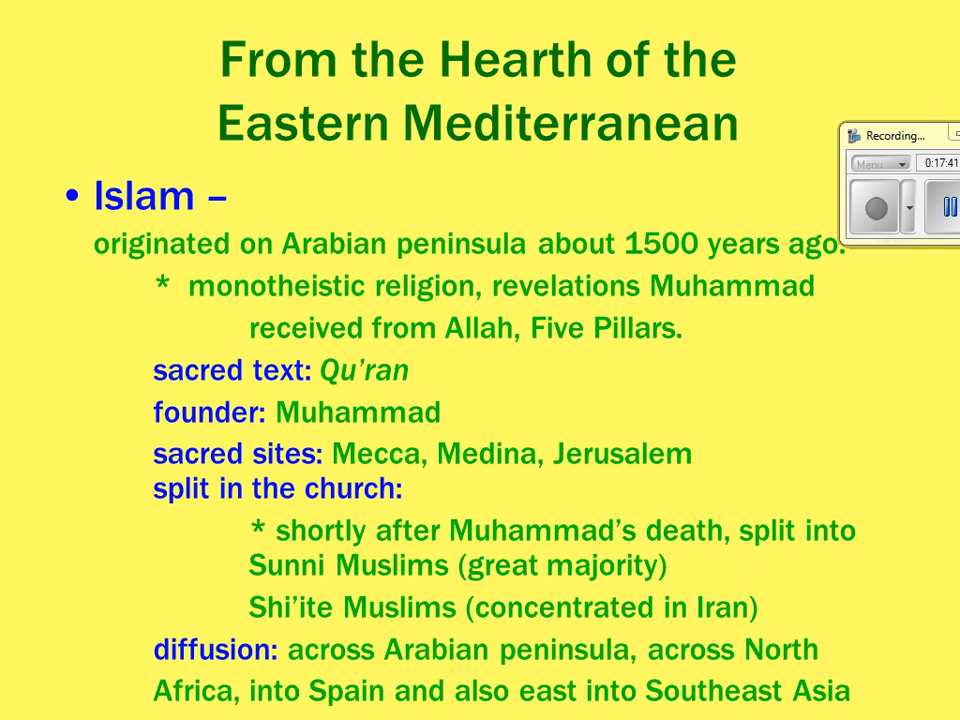 From the Hearth of the
Eastern Mediterranean
• Islam –
originated on Arabian peninsula about 1500 years ago.
* monotheistic religion, revelations Muhammad
received from Allah, Five Pillars.
sacred text: Qu’ran
founder: Muhammad
sacred sites: Mecca, Medina, Jerusalem
split in the church:
* shortly after Muhammad’s death, split into
Sunni Muslims (great majority)
Shi’ite Muslims (concentrated in Iran)
diffusion: across Arabian peninsula, across North
Africa, into Spain and also east into Southeast Asia
Recording...
Menu 0:17:41